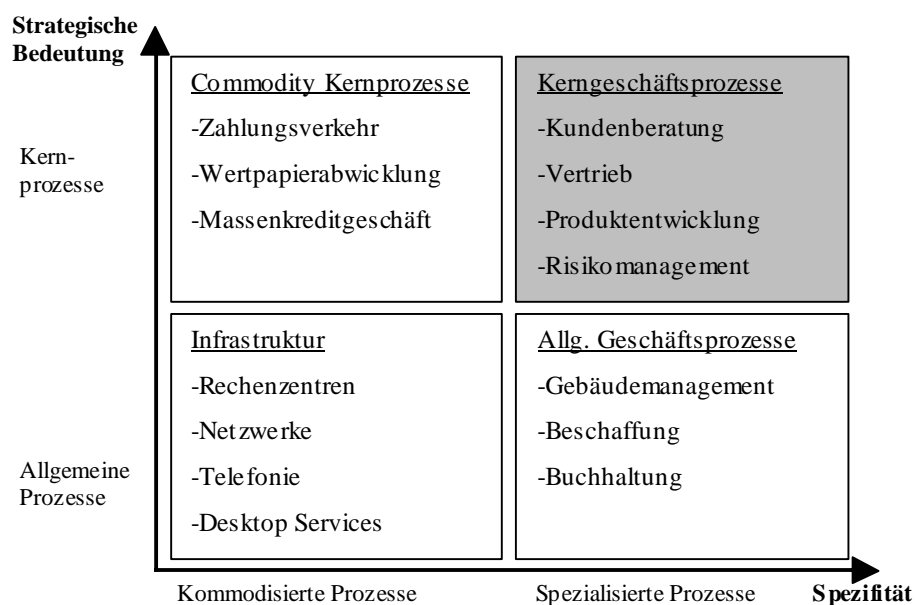 Strategische
Bedeutung
Commodity Kernprozesse
-Zahlungsverkehr
-Wertpapierabwicklung
-Massenkreditgeschäft
Kerngeschäftsprozesse
-Kundenberatung
-Vertrieb
-Produktentwicklung
-Risikomanagement
Kern-
prozesse
Infrastruktur
-Rechenzentren
-Netzwerke
-Telefonie
-Desktop Services
Allg. Geschäftsprozesse
-Gebäudemanagement
-Beschaffung
-Buchhaltung
Allgemeine
Prozesse
Kommodisierte Prozesse
Spezialisierte Prozesse
Spezifität